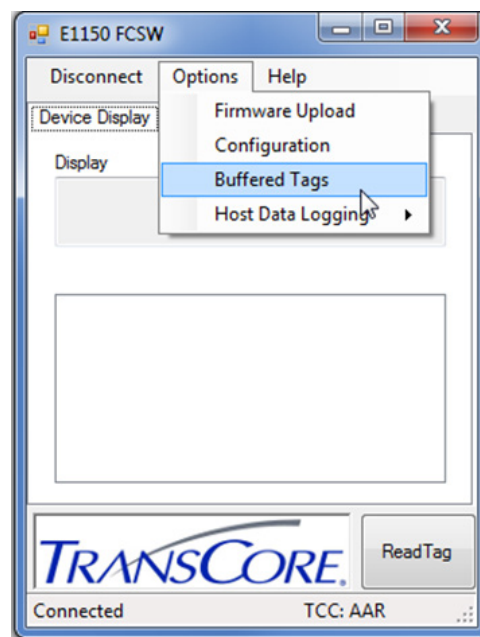 E1150 FCSW
Disconnect Options Help
Firmware Upload
Device Display
Configuration
Display
Buffered Tags
Host Data Logging
TRANSCORE.
ReadTag
Connected TCC: AAR